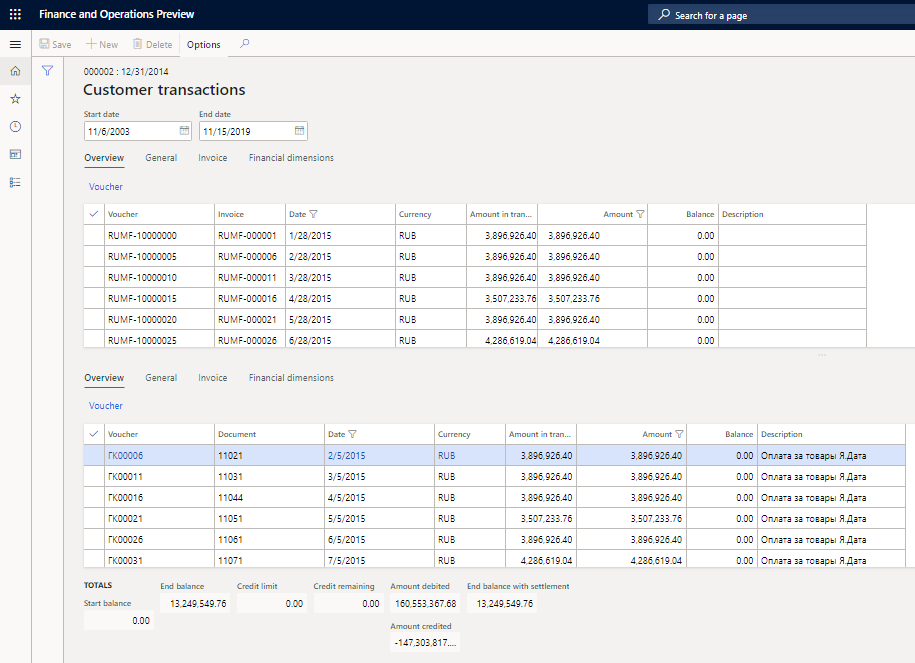 Finance and Operations Preview Search for a page
Save New Delete Options
000002 : 12/31/2014
Customer transactions
Start date End date
11/6/2003 11/15/2019
Overview General Invoice Financial dimensions
Voucher
Voucher Invoice Date Currency Amount in tran... Amount Balance Description
RUMF-10000000 RUMF-000001 1/28/2015 RUB 3,896,926.40 3,896,926.40 0.00
RUMF-10000005 RUMF-000006 2/28/2015 RUB 3,896,926.40 3,896,926.40 0.00
RUMF-10000010 RUMF-000011 3/28/2015 RUB 3,896,926.40 3,896,926.40 0.00
RUMF-10000015 RUMF-000016 4/28/2015 RUB 3,507,233.76 3,507,233.76 0.00
RUMF-10000020 RUMF-000021 5/28/2015 RUB 3,896,926.40 3,896,926.40 0.00
RUMF-10000025 RUMF-000026 6/28/2015 RUB 4,286,619.04 4,286,619.04 0.00
Overview General Invoice Financial dimensions
Voucher
Voucher Document Date Currency Amount in tran... Amount Balance Description
ГК00006 11021 2/5/2015 RUB 3,896,926.40 3,896,926.40 0.00 Оплата за товары Я.Дата
ГК00011 11031 3/5/2015 RUB 3,896,926.40 3,896,926.40 0.00 Оплата за товары Я.Дата
ГК00016 11044 4/5/2015 RUB 3,896,926.40 3,896,926.40 0.00 Оплата за товары Я.Дата
ГК00021 11051 5/5/2015 RUB 3,507,233.76 3,507,233.76 0.00 Оплата за товары Я.Дата
ГК00026 11061 6/5/2015 RUB 3,896,926.40 3,896,926.40 0.00 Оплата за товары Я.Дата
ГК00031 11071 7/5/2015 RUB 4,286,619.04 4,286,619.04 0.00 Оплата за товары Я.Дата
TOTALS End balance Credit limit Credit remaining Amount debited End balance with settlement
Start balance 13,249,549.76 0.00 0.00 160,553,367.68 13,249,549.76
0.00 Amount credited
-147,303,817....